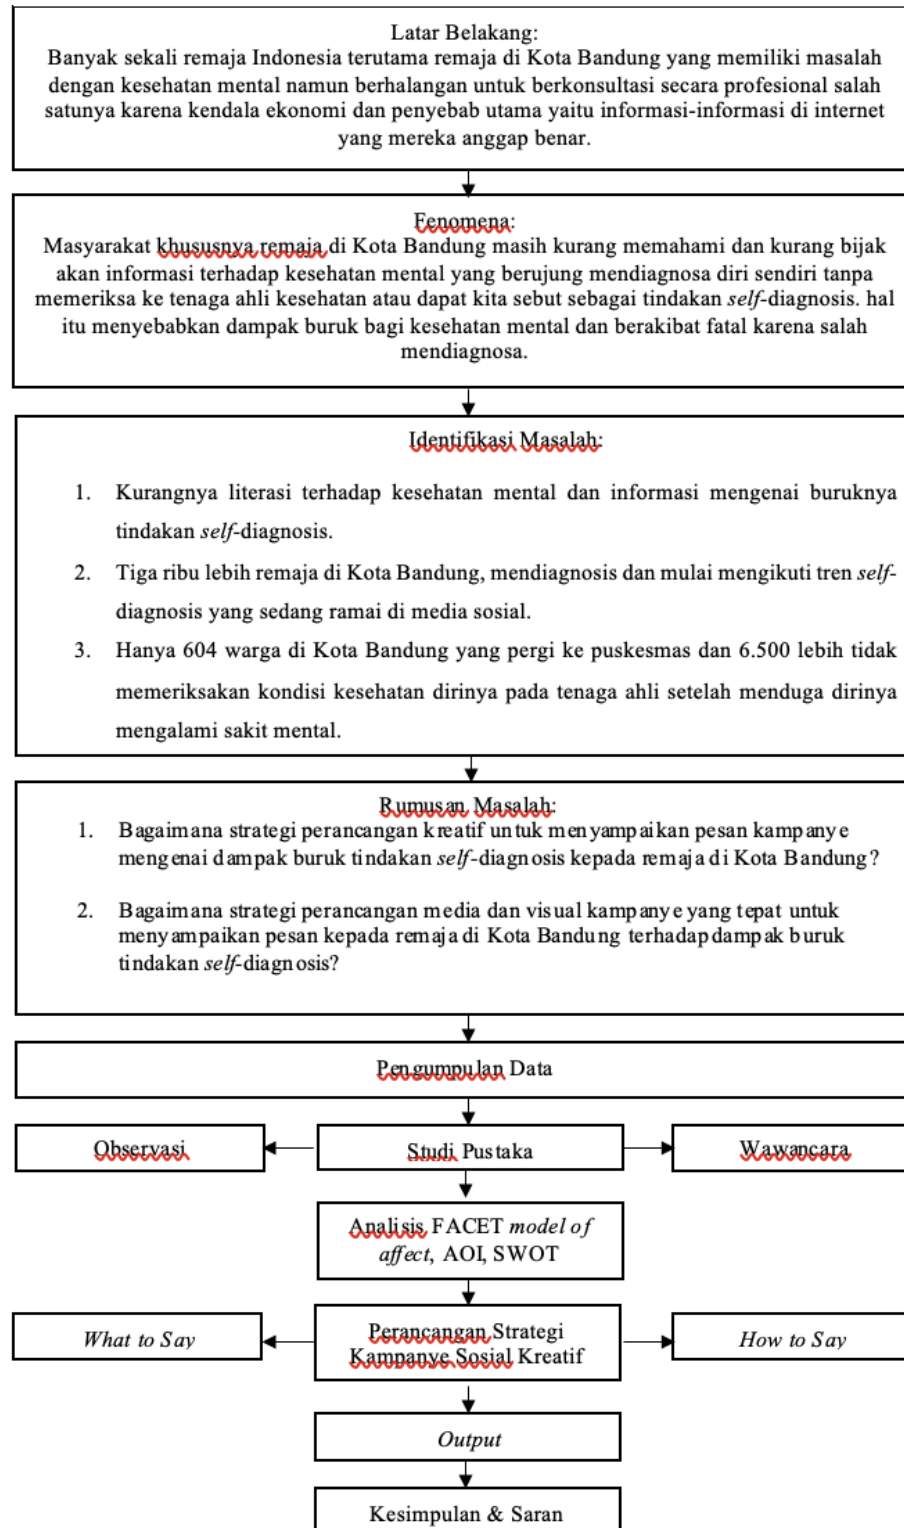 Latar Belakang:
Banyak sekali remaja Indonesia terutama remaja di Kota Bandung yang memiliki masalah
dengan kesehatan mental namun berhalangan untuk berkonsultasi secara profesional salah
satunya karena kendala ekonomi dan penyebab utama yaitu informasi-informasi di internet
yang mereka anggap benar.
Fenomena:
Masyarakat khususnya remaja di Kota Bandung masih kurang memahami dan kurang bijak
akan informasi terhadap kesehatan mental yang berujung mendiagnosa diri sendiri tanpa
memeriksa ke tenaga ahli kesehatan atau dapat kita sebut sebagai tindakan self-diagnosis. hal
itu menyebabkan dampak buruk bagi kesehatan mental dan berakibat fatal karena salah
mendiagnosa.
Identifikasi Masalah:
1. Kurangnya literasi terhadap kesehatan mental dan informasi mengenai buruknya
tindakan self-diagnosis.
2. Tiga ribu lebih remaja di Kota Bandung, mendiagnosis dan mulai mengikuti tren self-
diagnosis yang sedang ramai di media sosial.
3. Hanya 604 warga di Kota Bandung yang pergi ke puskesmas dan 6.500 lebih tidak
memeriksakan kondisi kesehatan dirinya pada tenaga ahli setelah menduga dirinya
mengalami sakit mental.
Rumusan Masalah:
1. Bagaimana strategi perancangan kreatif untuk menyampaikan pesan kampanye
mengenai dampak buruk tindakan self-diagnosis kepada remaja di Kota Bandung?
2. Bagaimana strategi perancangan media dan visual kampanye yang tepat untuk
menyampaikan pesan kepada remaja di Kota Bandung terhadap dampak buruk
tindakan self-diagnosis?
Pengumpulan Data
Observasi
Studi Pustaka
Wawancara
Analisis FACET model of
affect, AOI, SWOT
What to Say
Perancangan Strategi
Kampanye Sosial Kreatif
How to Say
Output
Kesimpulan & Saran